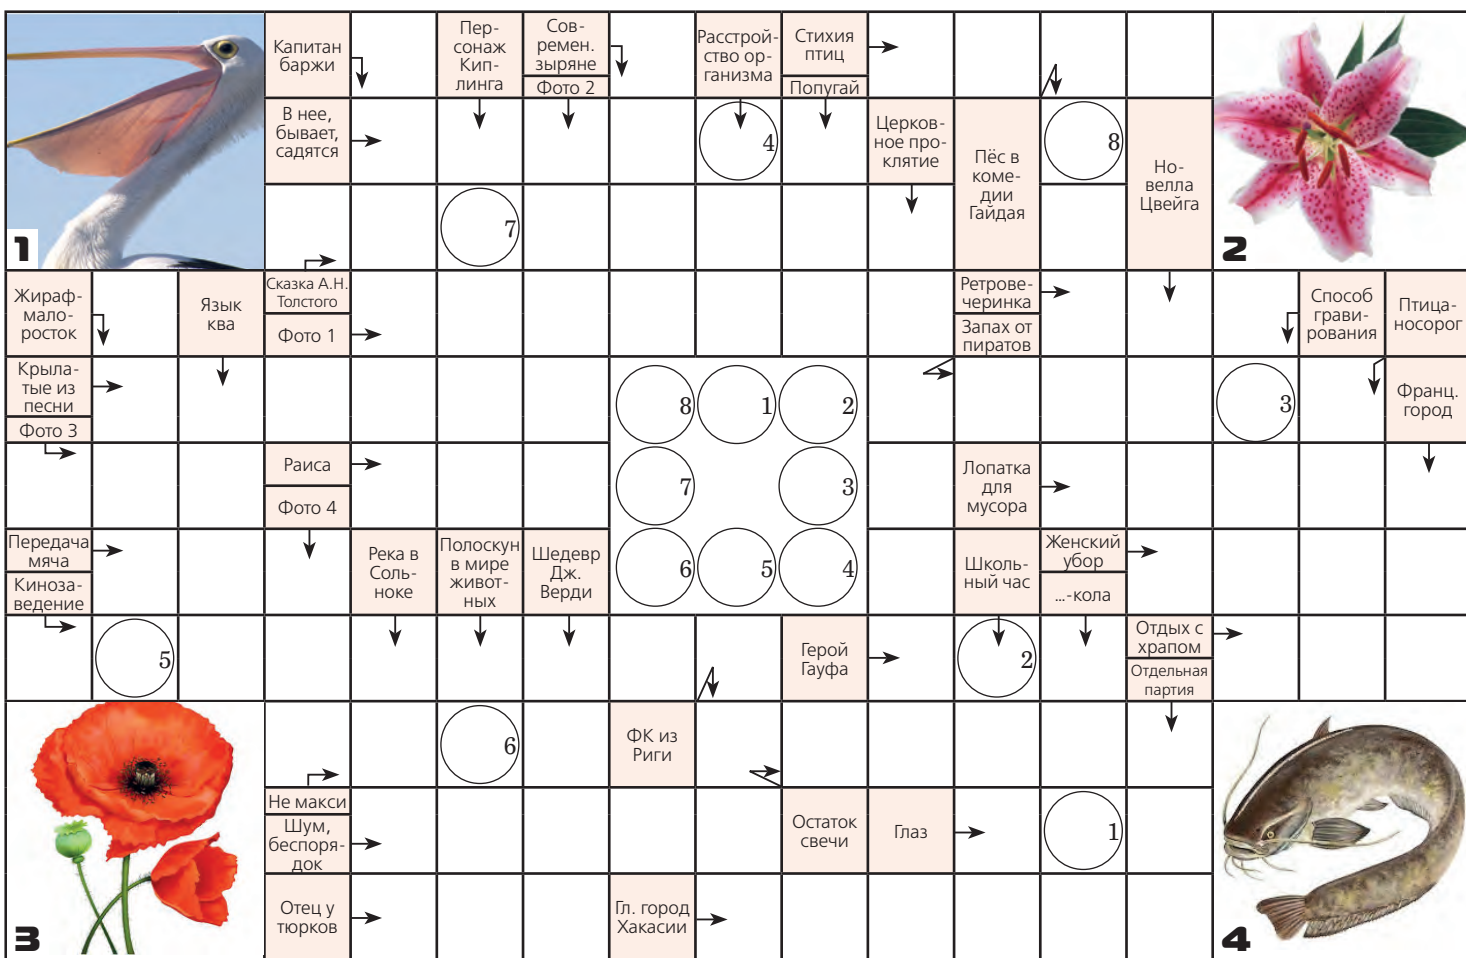 Капитан
баржи
Пер-
сонаж
Кип-
линга
Сов-
ремен.
зыряне
Фото 2
Расстрой-
ство ор-
ганизма
Стихия
птиц
Попугай
В нее,
бывает,
садятся
4
Церков-
ное про-
клятие
Пёс в
коме-
дии
Гайдая
8
Но-
велла
Цвейга
1
7
2
Жираф-
мало-
росток
Язык
ква
Сказка А.Н.
Толстого
Фото 1
Ретрове-
черинка
Запах от
пиратов
Способ
грави-
рования
Птица-
носорог
Крыла-
тые из
песни
Фото 3
8
1
2
3
Франц.
город
Раиса
Фото 4
7
3
Лопатка
для
мусора
Передача
мяча
Киноза-
ведение
Река в
Соль-
ноке
Полоскун
в мире
живот-
ных
Шедевр
Дж.
Верди
6
5
4
Школь-
ный час
Женский
убор
...-кола
5
Герой
Гауфа
2
Отдых с
храпом
Отдельная
партия
6
ФК из
Риги
Не макси
Шум,
беспоря-
док
Остаток
свечи
Глаз
1
3
Отец у
тюрков
Гл. город
Хакасии
4